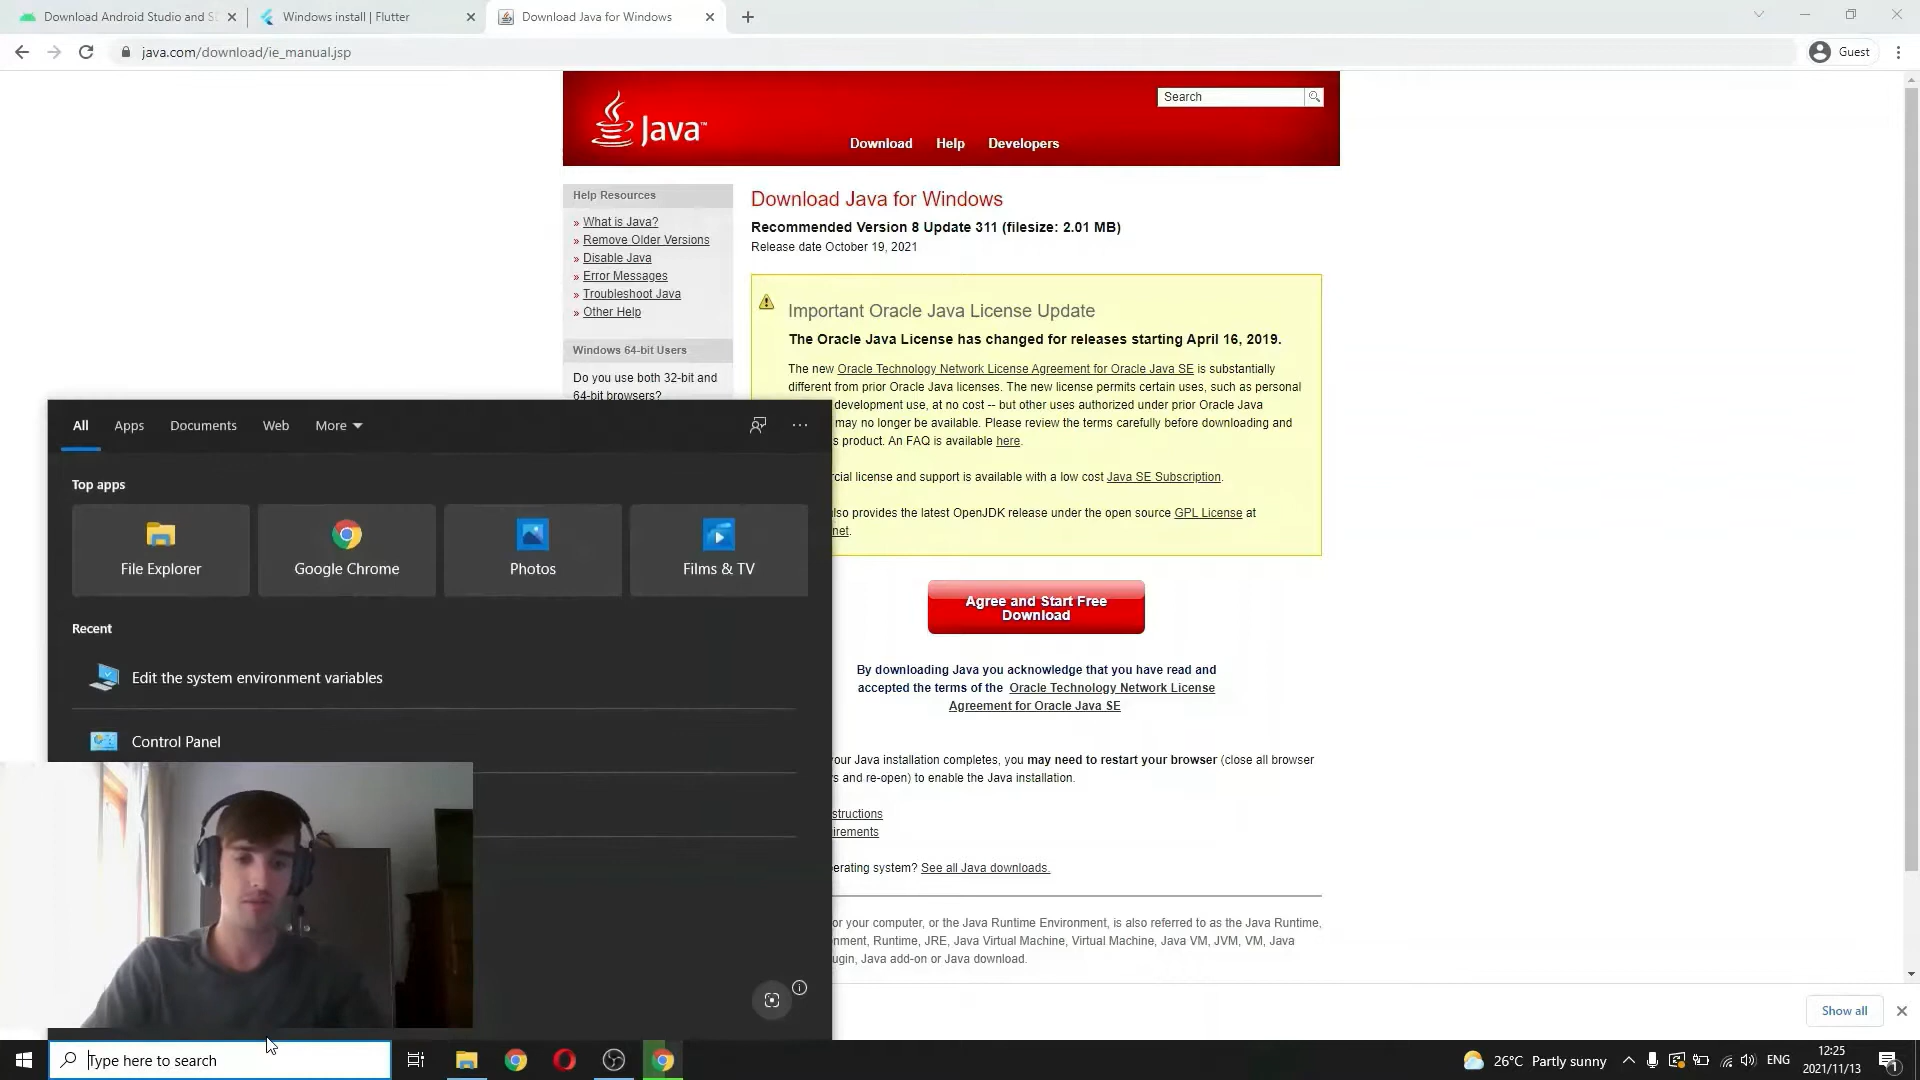 Download Android Studio and S
Windows install | Flutter
Download Java for Windows
java.com/download/ie_manual.jsp
Guest
Java™
Search
Download
Help
Developers
Help Resources
» What is Java?
» Remove Older Versions
» Disable Java
» Error Messages
» Troubleshoot Java
» Other Help
Windows 64-bit Users
Do you use both 32-bit and
64-bit browsers?
Download Java for Windows
Recommended Version 8 Update 311 (filesize: 2.01 MB)
Release date October 19, 2021
Important Oracle Java License Update
The Oracle Java License has changed for releases starting April 16, 2019.
The new Oracle Technology Network License Agreement for Oracle Java SE is substantially
different from prior Oracle Java licenses. The new license permits certain uses, such as personal
development use, at no cost -- but other uses authorized under prior Oracle Java
may no longer be available. Please review the terms carefully before downloading and
s product. An FAQ is available here.
rcial license and support is available with a low cost Java SE Subscription.
lso provides the latest OpenJDK release under the open source GPL License at
net.
Agree and Start Free
Download
By downloading Java you acknowledge that you have read and
accepted the terms of the Oracle Technology Network License
Agreement for Oracle Java SE
our Java installation completes, you may need to restart your browser (close all browser
s and re-open) to enable the Java installation.
structions
irements
erating system? See all Java downloads.
or your computer, or the Java Runtime Environment, is also referred to as the Java Runtime,
nment, Runtime, JRE, Java Virtual Machine, Virtual Machine, Java VM, JVM, VM, Java
ugin, Java add-on or Java download.
All
Apps
Documents
Web
More
Top apps
File Explorer
Google Chrome
Photos
Films & TV
Recent
Edit the system environment variables
Control Panel
Show all
Type here to search
26°C Partly sunny
ENG
12:25
2021/11/13
1